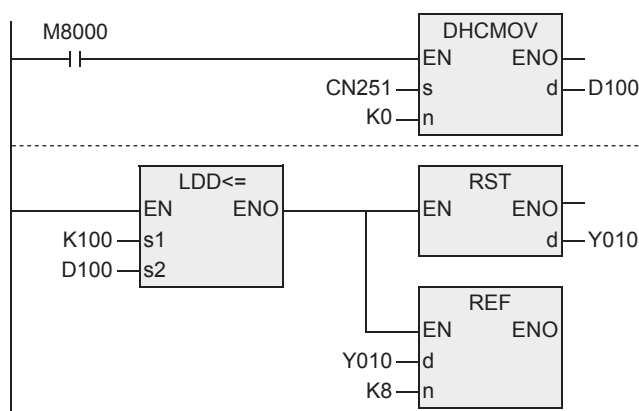 M8000
DHCMOV
EN ENO
CN251 s d D100
K0 n
LDD<=
EN ENO
K100 s1
D100 s2
RST
EN ENO
d Y010
REF
EN ENO
Y010 d
K8 n